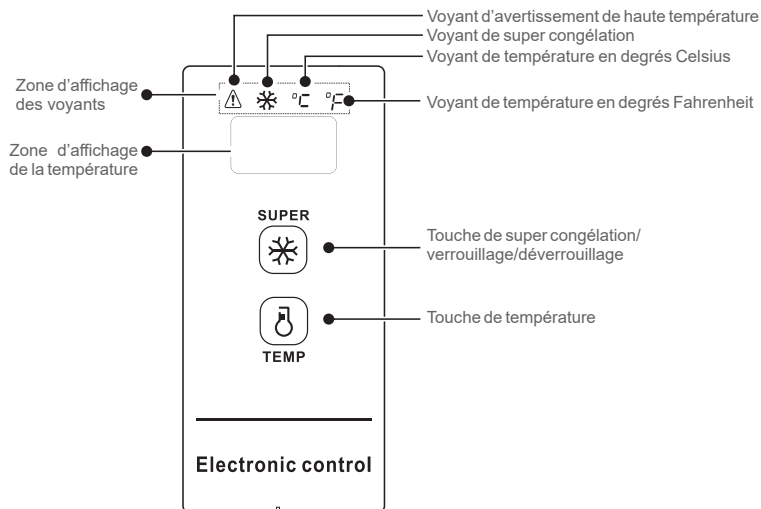 Voyant d'avertissement de haute température
Voyant de super congélation
Voyant de température en degrés Celsius
Zone d'affichage
des voyants
°C °F
Voyant de température en degrés Fahrenheit
Zone d'affichage
de la température
SUPER
Touche de super congélation/
verrouillage/déverrouillage
Touche de température
TEMP
Electronic control